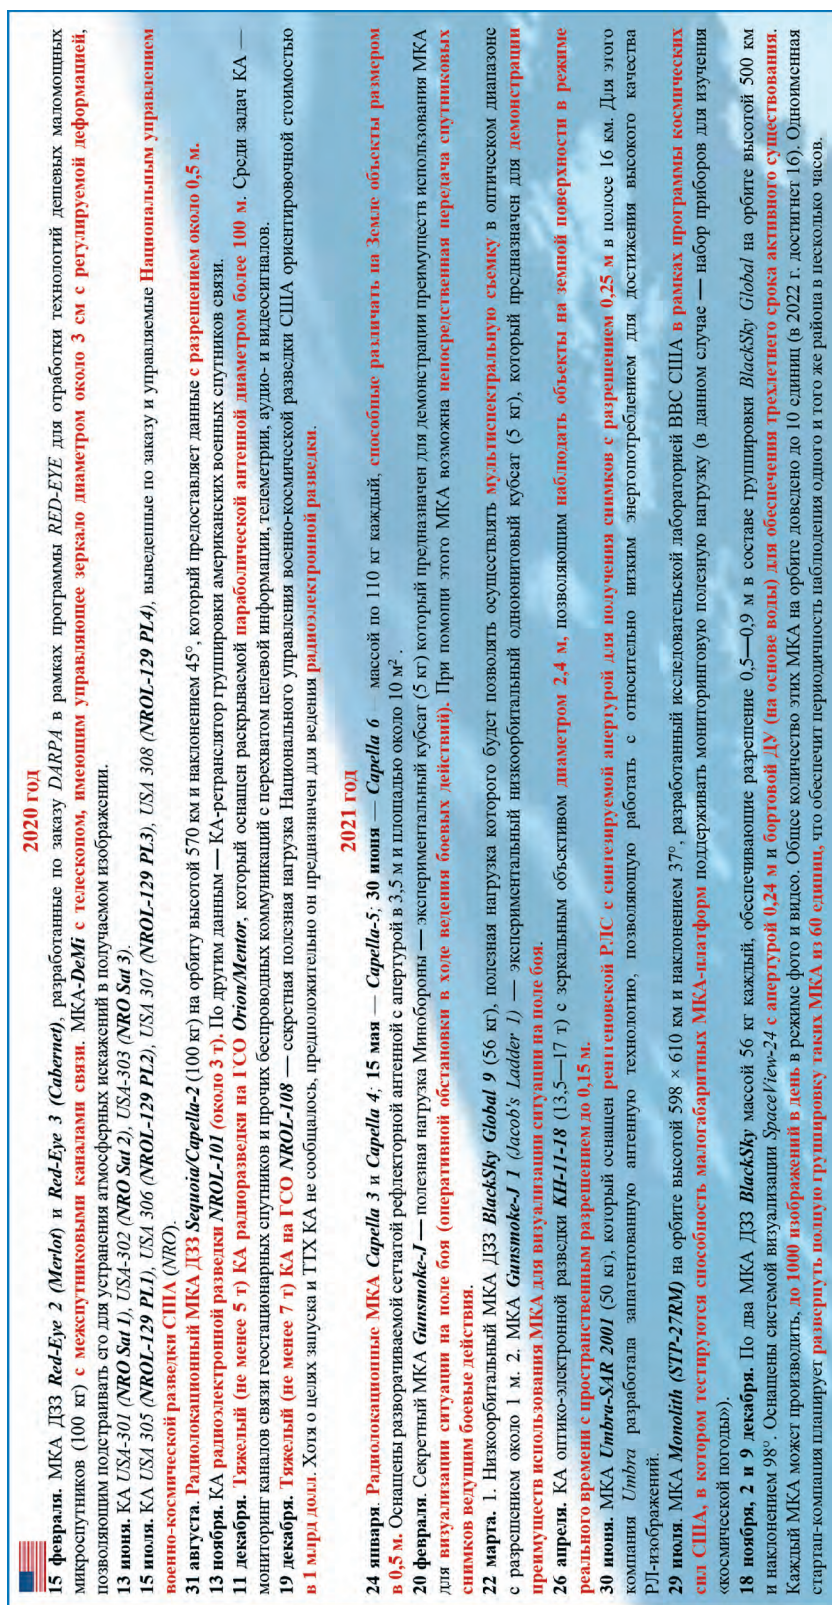 2020 год
15 февраля. МКА ДЗЗ Red-Eye 2 (Merlot) и Red-Eye 3 (Cabernet), разработанные по заказу DARPA в рамках программы RED-EYE для отработки технологий дешевых маломощных
микроспутников (100 кг) с межспутниковыми каналами связи. МКА-DeMi с телескопом, имеющим управляющее зеркало диаметром около 3 см с регулируемой деформацией,
позволяющим подстраивать его для устранения атмосферных искажений в получаемом изображении.
13 июня. КА USA-301 (NRO Sat 1), USA-302 (NRO Sat 2), USA-303 (NRO Sat 3).
15 июля. КА USA 305 (NROL-129 PL1), USA 306 (NROL-129 PL2), USA 307 (NROL-129 PL3), USA 308 (NROL-129 PL4), выведенные по заказу и управляемые Национальным управлением
военно-космической разведки США (NRO).
31 августа. Радиолокационный МКА ДЗЗ Sequoia/Capella-2 (100 кг) на орбиту высотой 570 км и наклонением 45°, который предоставляет данные с разрешением около 0,5 м.
13 ноября. КА радиоэлектронной разведки NROL-101 (около 3 т). По другим данным — КА-ретранслятор группировки американских военных спутников связи.
11 декабря. Тяжелый (не менее 5 т) КА радиоразведки на ГСО Orion/Mentor, который оснащен раскрываемой параболической антенной диаметром более 100 м. Среди задач КА —
мониторинг каналов связи геостационарных спутников и прочих беспроводных коммуникаций с перехватом целевой информации, телеметрии, аудио- и видеосигналов.
19 декабря. Тяжелый (не менее 7 т) КА на ГСО NROL-108 — секретная полезная нагрузка Национального управления военно-космической разведки США ориентировочной стоимостью
в 1 млрд долл. Хотя о целях запуска и ТТХ КА не сообщалось, предположительно он предназначен для ведения радиоэлектронной разведки.
2021 год
24 января. Радиолокационные МКА Capella 3 и Capella 4; 15 мая — Capella-5; 30 июня — Capella 6 — массой по 110 кг каждый, способные различать на Земле объекты размером
в 0,5 м. Оснащены разворачиваемой сетчатой рефлекторной антенной с апертурой в 3,5 м и площадью около 10 м².
20 февраля. Секретный МКА Gunsmoke-J — полезная нагрузка Минобороны — экспериментальный кубсат (5 кг) который предназначен для демонстрации преимуществ использования МКА
для визуализации ситуации на поле боя (оперативной обстановки в ходе ведения боевых действий). При помощи этого МКА возможна непосредственная передача спутниковых
снимков ведущим боевые действия.
22 марта. 1. Низкоорбитальный МКА ДЗЗ BlackSky Global 9 (56 кг), полезная нагрузка которого будет позволять осуществлять мультиспектральную съемку в оптическом диапазоне
с разрешением около 1 м. 2. МКА Gunsmoke-J 1 (Jacob's Ladder 1) — экспериментальный низкоорбитальный одноюнитовый кубсат (5 кг), который предназначен для демонстрации
преимуществ использования МКА для визуализации ситуации на поле боя.
26 апреля. КА оптико-электронной разведки KH-11-18 (13,5—17 т) с зеркальным объективом диаметром 2,4 м, позволяющим наблюдать объекты на земной поверхности в режиме
реального времени с пространственным разрешением до 0,15 м.
30 июня. МКА Umbra-SAR 2001 (50 кг), который оснащен рентгеновской РЛС с синтезируемой апертурой для получения снимков с разрешением 0,25 м в полосе 16 км. Для этого
компания Umbra разработала запатентованную антенную технологию, позволяющую работать с относительно низким энергопотреблением для достижения высокого качества
РЛ-изображений.
29 июля. МКА Monolith (STP-27RM) на орбите высотой 598 × 610 км и наклонением 37°, разработанный исследовательской лабораторией ВВС США в рамках программы космических
сил США, в котором тестируются способность малогабаритных МКА-платформ поддерживать мониторинговую полезную нагрузку (в данном случае — набор приборов для изучения
«космической погоды»).
18 ноября, 2 и 9 декабря. По два МКА ДЗЗ BlackSky массой 56 кг каждый, обеспечивающие разрешение 0,5—0,9 м в составе группировки BlackSky Global на орбите высотой 500 км
и наклонением 98°. Оснащены системой визуализации SpaceView-24 с апертурой 0,24 м и бортовой ДУ (на основе воды) для обеспечения трехлетнего срока активного существования.
Каждый МКА может производить, до 1000 изображений в день в режиме фото и видео. Общее количество этих МКА на орбите доведено до 10 единиц (в 2022 г. достигнет 16). Одноименная
стартап-компания планирует развернуть полную группировку таких МКА из 60 единиц, что обеспечит периодичность наблюдения одного и того же района в несколько часов.